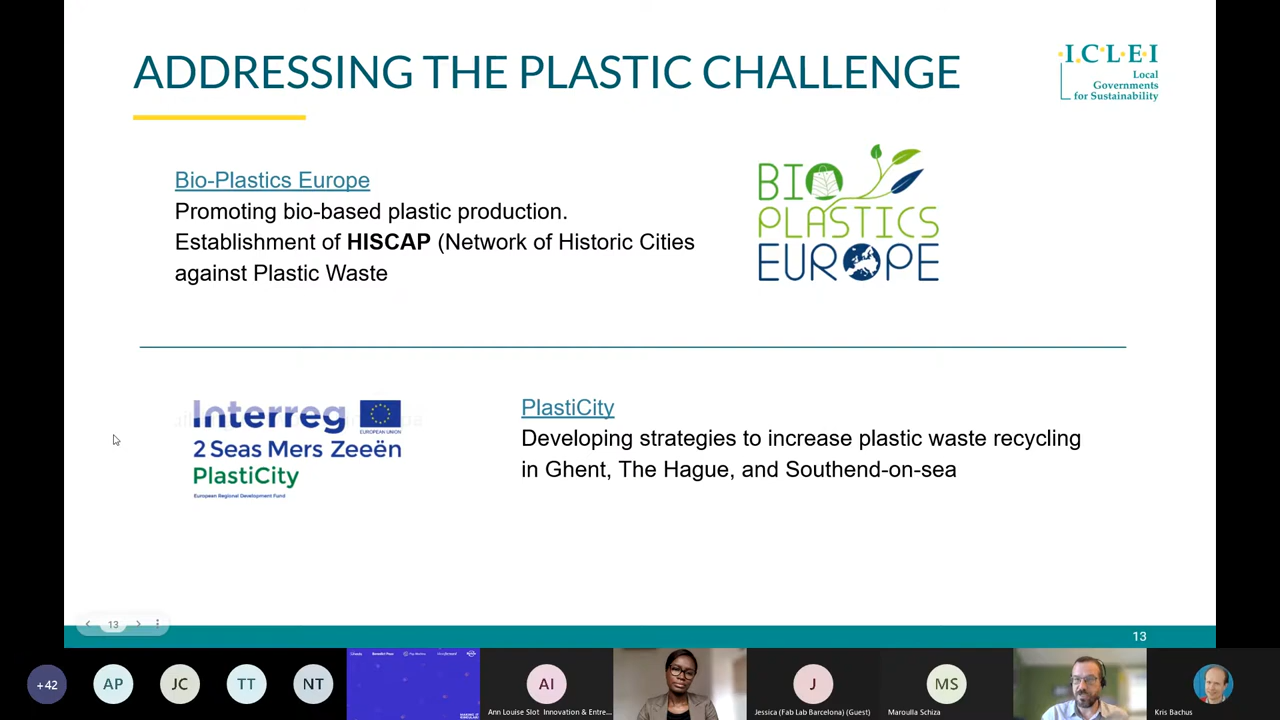 ADDRESSING THE PLASTIC CHALLENGE
I.C.L.E.I
Local
Governments
for Sustainability
Bio-Plastics Europe
Promoting bio-based plastic production.
Establishment of HISCAP (Network of Historic Cities
against Plastic Waste
BIO
PLASTICS
EUROPE
Interreg
EUROPEAN UNION
2 Seas Mers Zeeën
PlastiCity
European Regional Development Fund
PlastiCity
Developing strategies to increase plastic waste recycling
in Ghent, The Hague, and Southend-on-sea
13
13
+42
AP
JC
TT
NT
AI
Ann Louise Slot Innovation & Entre...
J
Jessica (Fab Lab Barcelona) (Guest)
MS
Maroulla Schiza
Kris Bachus